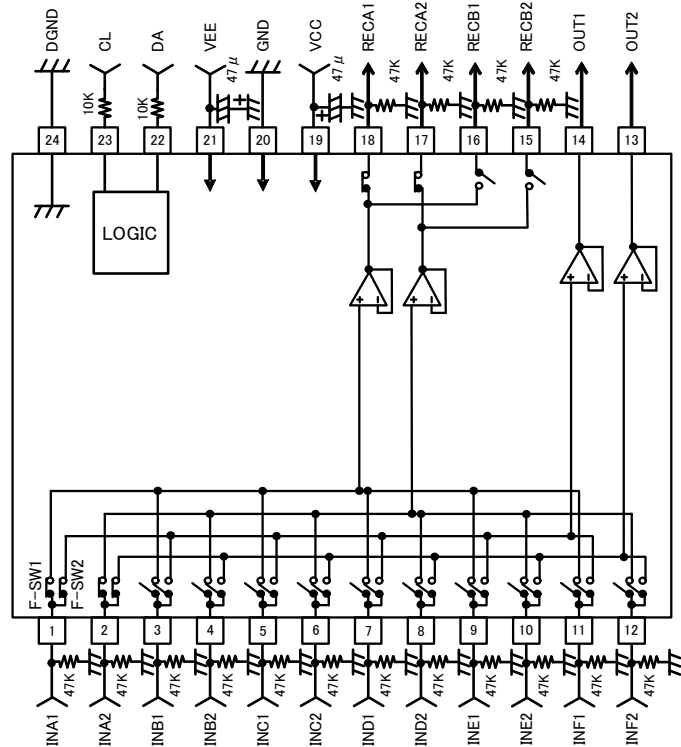 DGND CL DA VEE GND VCC RECA1 RECA2 RECB1 RECB2 OUT1 OUT2
10K 10K 47μ 47μ 47K 47K 47K 47K
24 23 22 21 20 19 18 17 16 15 14 13
LOGIC
F-SW1
F-SW2
1 2 3 4 5 6 7 8 9 10 11 12
47K 47K 47K 47K 47K 47K 47K 47K 47K 47K 47K 47K
INA1 INA2 INB1 INB2 INC1 INC2 IND1 IND2 INE1 INE2 INF1 INF2